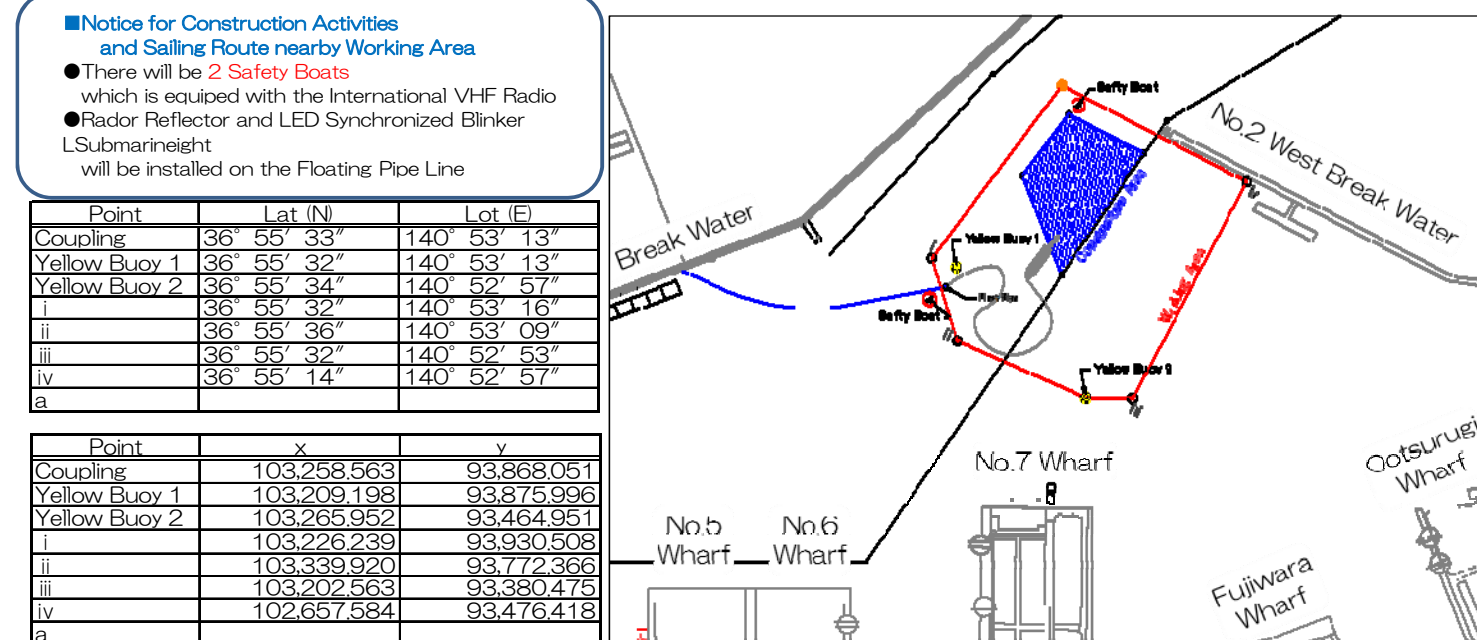 ■Notice for Construction Activities
and Sailing Route nearby Working Area
●There will be 2 Safety Boats
which is equiped with the International VHF Radio
●Rador Reflector and LED Synchronized Blinker
LSubmarineight
will be installed on the Floating Pipe Line
Point Lat (N) Lot (E)
Coupling 36° 55′ 33″ 140° 53′ 13″
Yellow Buoy 1 36° 55′ 32″ 140° 53′ 13″
Yellow Buoy 2 36° 55′ 34″ 140° 52′ 57″
i 36° 55′ 32″ 140° 53′ 16″
ii 36° 55′ 36″ 140° 53′ 09″
iii 36° 55′ 32″ 140° 52′ 53″
iv 36° 55′ 14″ 140° 52′ 57″
a
Point x y
Coupling 103,258.563 93,868.051
Yellow Buoy 1 103,209.198 93,875.996
Yellow Buoy 2 103,265.952 93,464.951
i 103,226.239 93,930.508
ii 103,339.920 93,772.366
iii 103,202.563 93,380.475
iv 102,657.584 93,476.418
a
Safty Boat
No.2 West Break Water
Break Water
Yellow Buoy 1
Safty Boat
Yellow Buoy 2
No.7 Wharf
No.5
Wharf
No.6
Wharf
Ootsurugi
Wharf
Fujiwara
Wharf